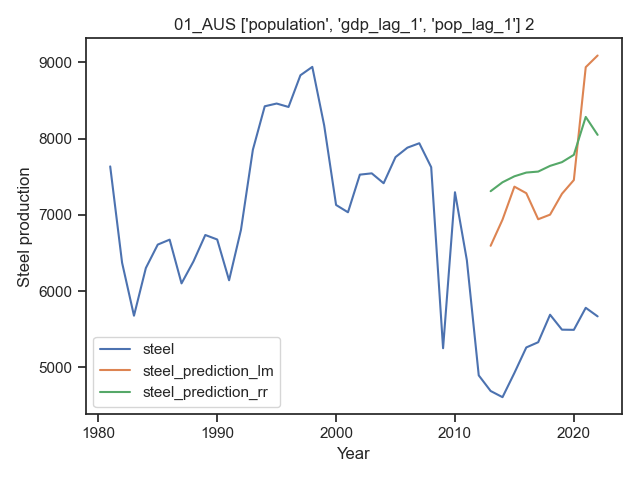 01_AUS ['population', 'gdp_lag_1', 'pop_lag_1'] 2
9000
8000
7000
6000
5000
Steel production
steel
steel_prediction_lm
steel_prediction_rr
1980
1990
2000
2010
2020
Year